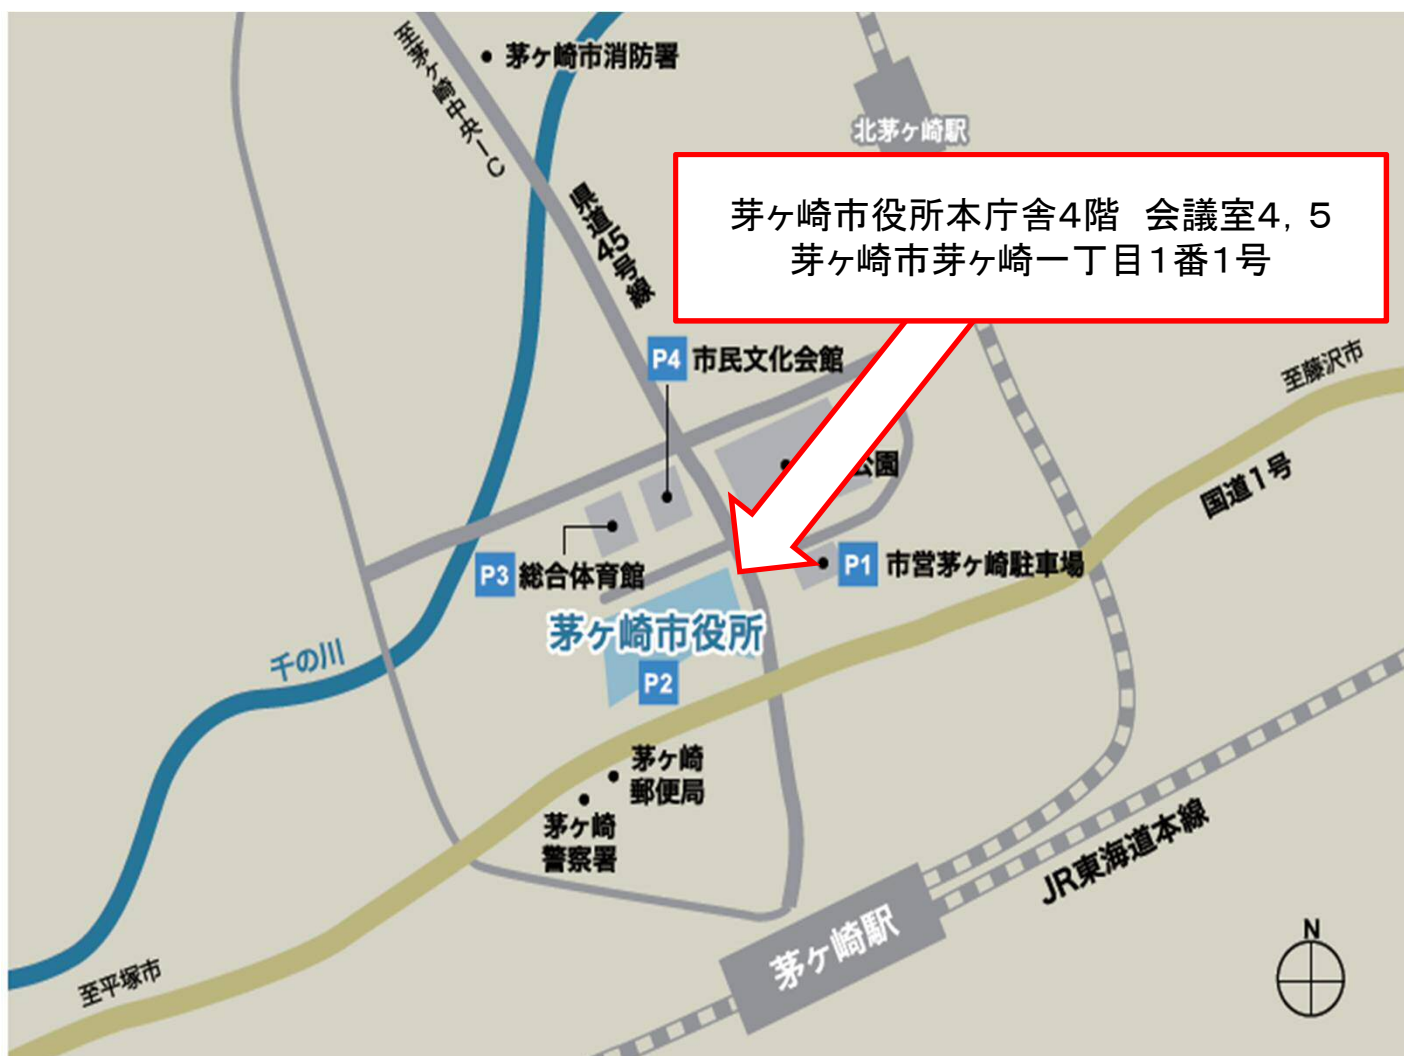 茅ヶ崎市消防署
至茅ヶ崎中央IC
北茅ヶ崎駅
芽ヶ崎市役所本庁舎4階 会議室4，5
芽ヶ崎市芽ヶ崎一丁目1番1号
県道45号線
P4 市民文化会館
至藤沢市
公園
国道1号
P3 総合体育館
P1 市営茅ヶ崎駐車場
茅ヶ崎市役所
P2
千の川
茅ヶ崎
郵便局
茅ヶ崎
警察署
JR東海道本線
茅ヶ崎駅
至平塚市
N